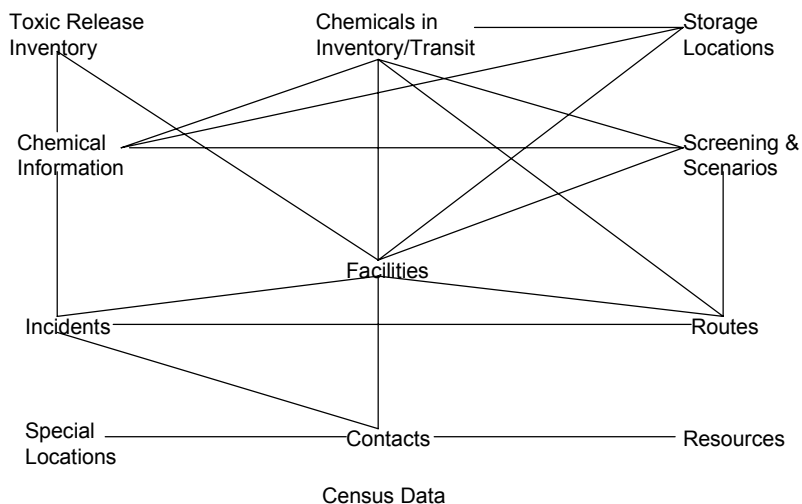 Toxic Release
Inventory
Chemicals in
Inventory/Transit
Storage
Locations
Chemical
Information
Screening &
Scenarios
Facilities
Incidents
Routes
Special
Locations
Contacts
Resources
Census Data